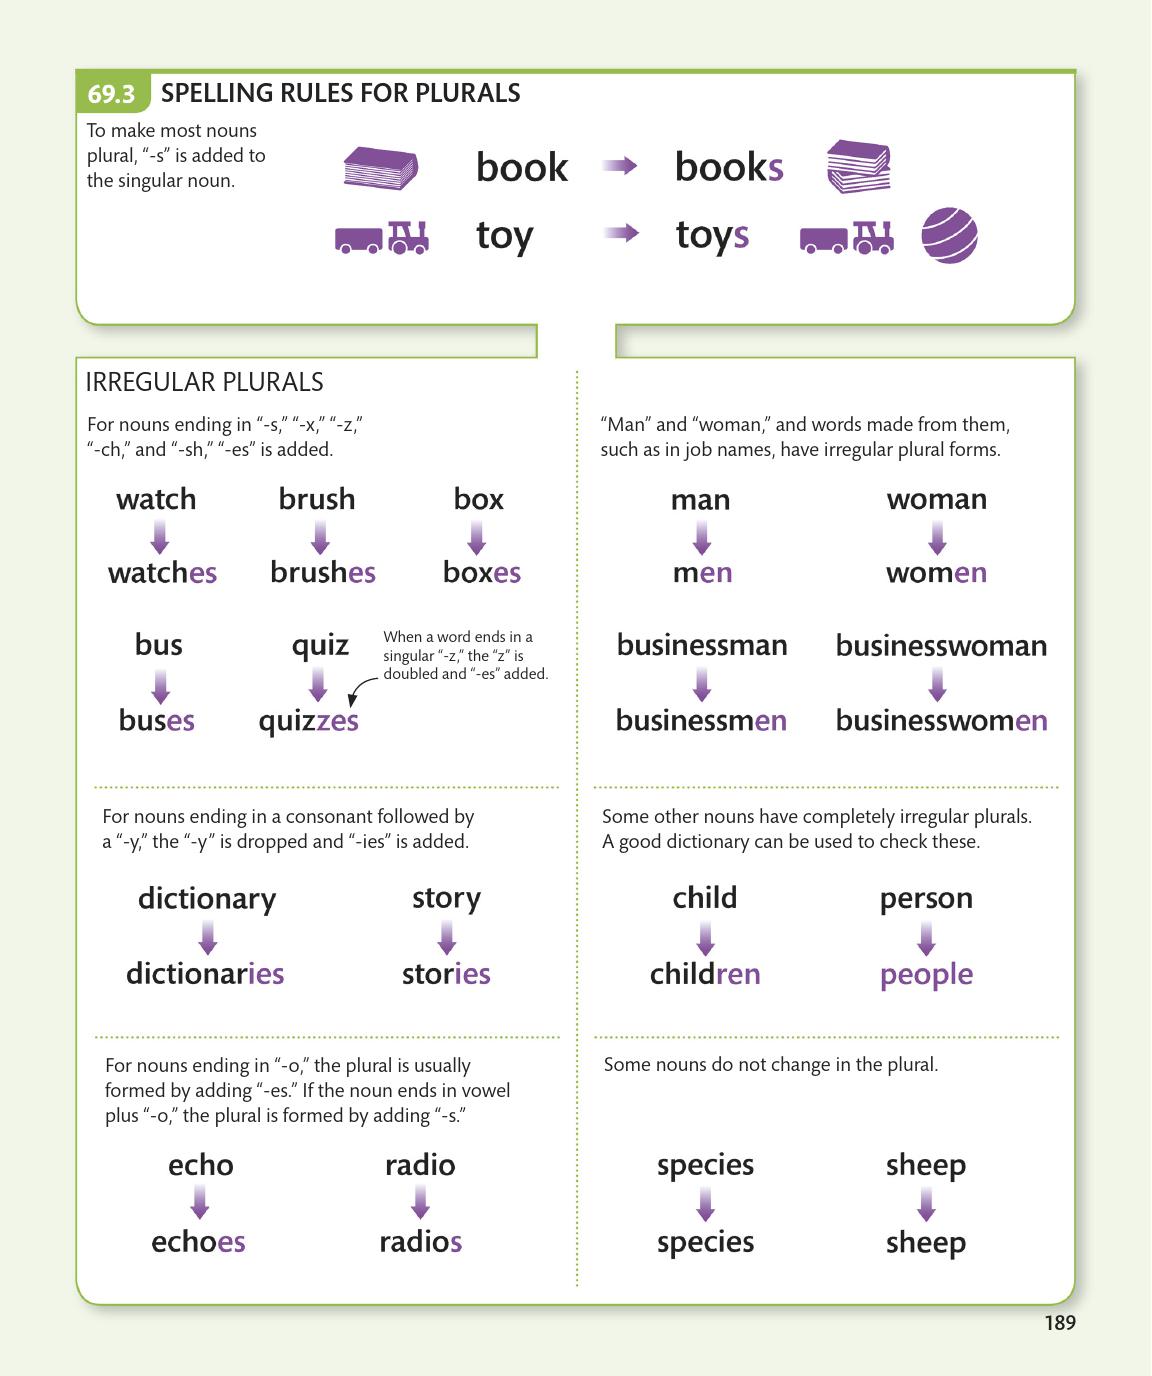 69.3 SPELLING RULES FOR PLURALS
To make most nouns
plural, “-s” is added to
the singular noun.
book books
toy toys
IRREGULAR PLURALS
For nouns ending in “-s,” “-x,” “-z,”
“-ch,” and “-sh,” “-es” is added.
watch brush box
watches brushes boxes
bus quiz
When a word ends in a
singular “-z,” the “z” is
doubled and “-es” added.
buses quizzes
For nouns ending in a consonant followed by
a “-y,” the “-y” is dropped and “-ies” is added.
dictionary story
dictionaries stories
For nouns ending in “-o,” the plural is usually
formed by adding “-es.” If the noun ends in vowel
plus “-o,” the plural is formed by adding “-s.”
echo radio
echoes radios
“Man” and “woman,” and words made from them,
such as in job names, have irregular plural forms.
man woman
men women
businessman businesswoman
businessmen businesswomen
Some other nouns have completely irregular plurals.
A good dictionary can be used to check these.
child person
children people
Some nouns do not change in the plural.
species sheep
species sheep
189